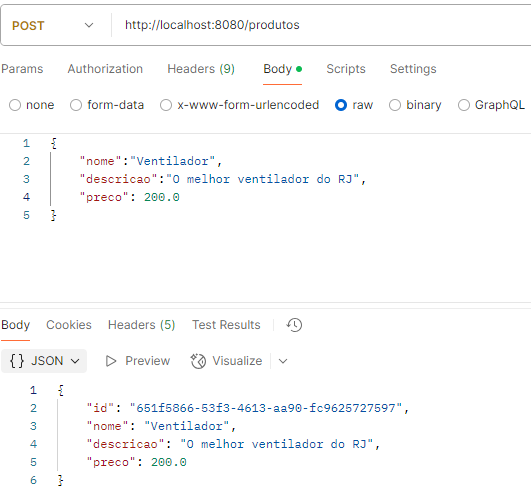 POST http://localhost:8080/produtos
Params Authorization Headers (9) Body Scripts Settings
none form-data x-www-form-urlencoded raw binary GraphQL
1 {
2 "nome":"Ventilador",
3 "descricao":"O melhor ventilador do RJ",
4 "preco": 200.0
5 }
Body Cookies Headers (5) Test Results
{} JSON Preview Visualize
1 {
2 "id": "651f5866-53f3-4613-aa90-fc9625727597",
3 "nome": "Ventilador",
4 "descricao": "O melhor ventilador do RJ",
5 "preco": 200.0
6 }